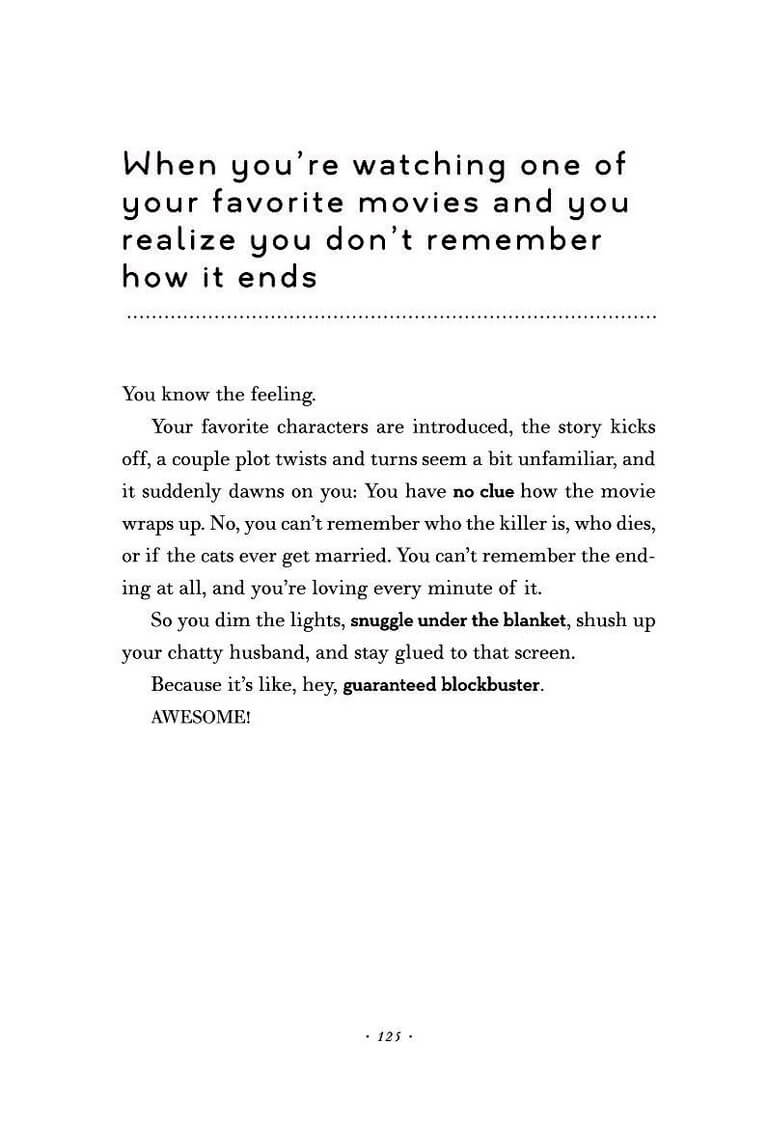 When you're watching one of
your favorite movies and you
realize you don't remember
how it ends
You know the feeling.
Your favorite characters are introduced, the story kicks
off, a couple plot twists and turns seem a bit unfamiliar, and
it suddenly dawns on you: You have no clue how the movie
wraps up. No, you can't remember who the killer is, who dies,
or if the cats ever get married. You can't remember the end-
ing at all, and you're loving every minute of it.
So you dim the lights, snuggle under the blanket, shush up
your chatty husband, and stay glued to that screen.
Because it's like, hey, guaranteed blockbuster.
AWESOME!
· 125 ·